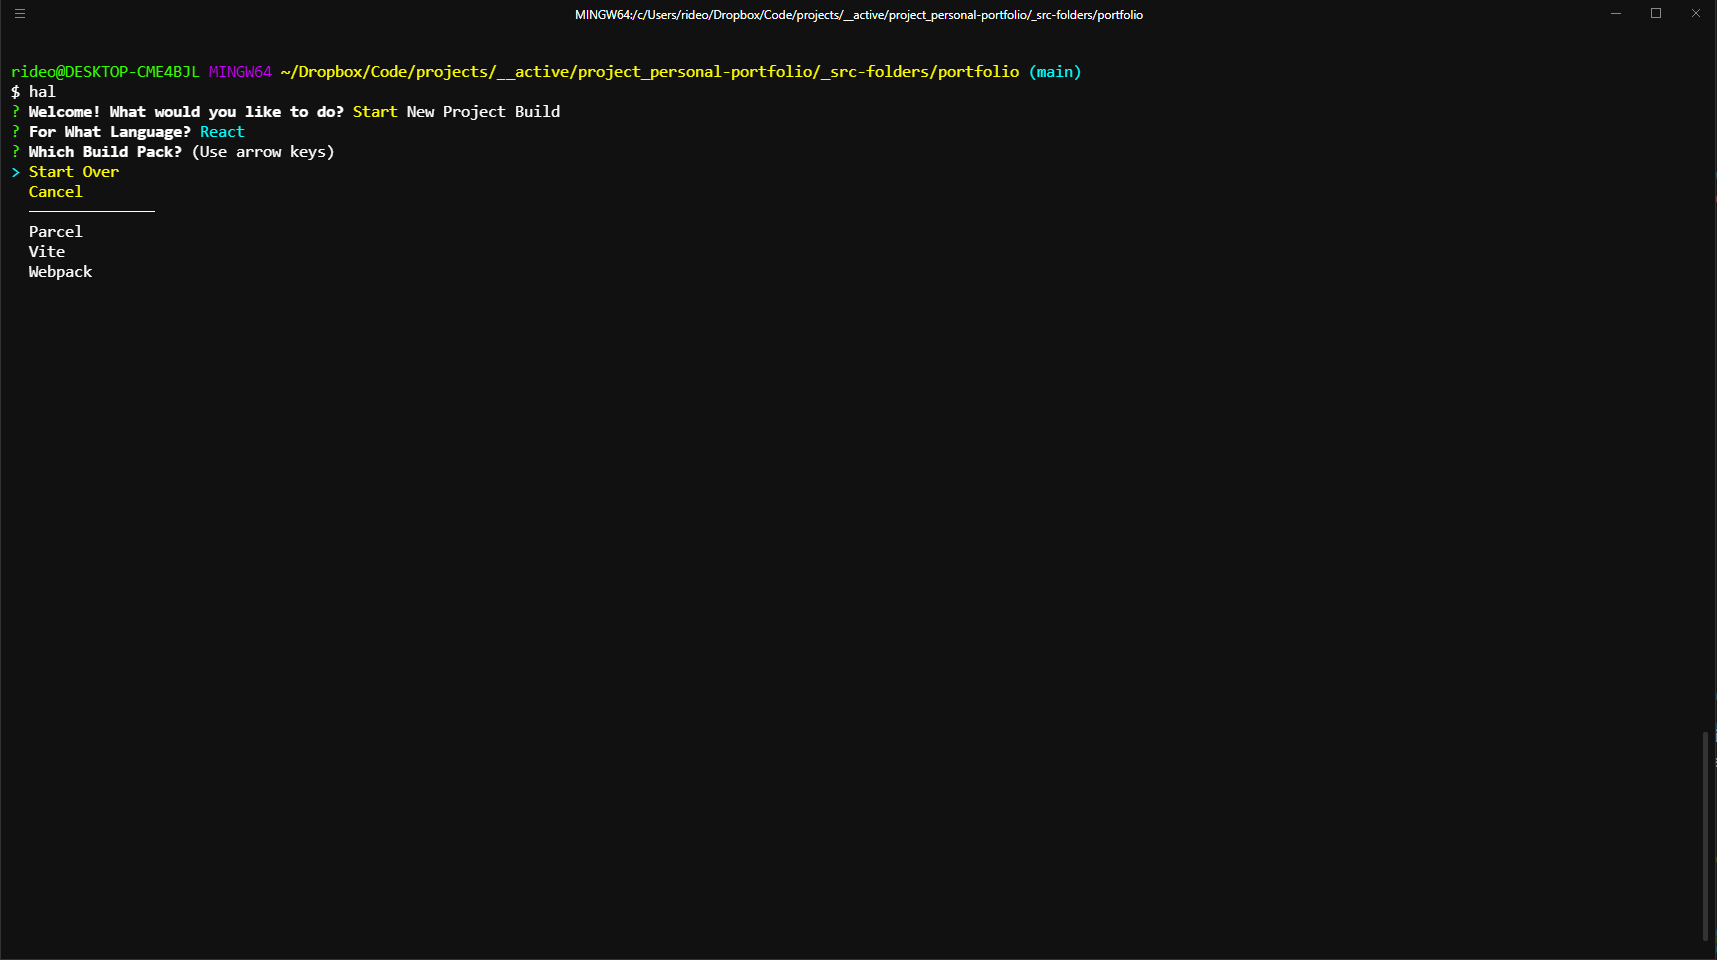 MINGW64:/c/Users/rideo/Dropbox/Code/projects/__active/project_personal-portfolio/_src-folders/portfolio
rideo@DESKTOP-CME4BJL MINGW64 ~/Dropbox/Code/projects/__active/project_personal-portfolio/_src-folders/portfolio (main)
$ hal
? Welcome! What would you like to do? Start New Project Build
? For What Language? React
? Which Build Pack? (Use arrow keys)
> Start Over
Cancel
──────────────
Parcel
Vite
Webpack